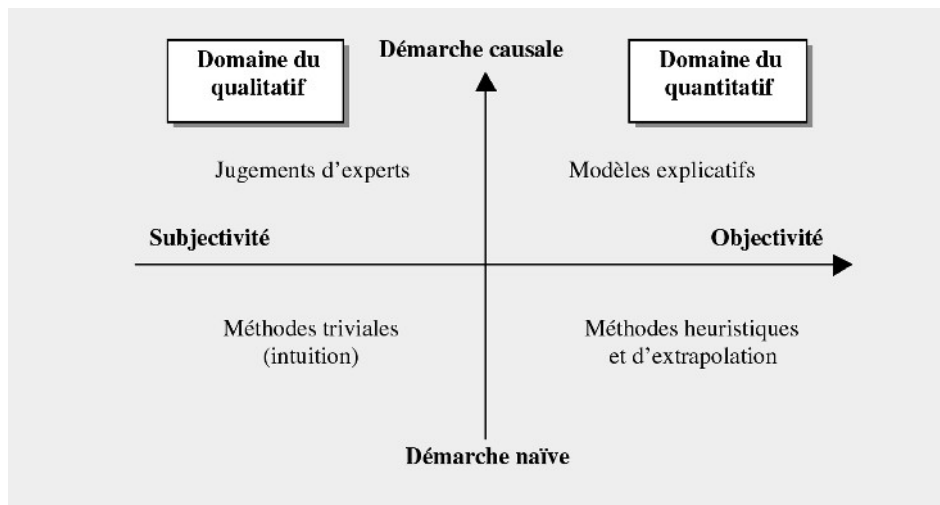 Démarche causale
Domaine du
qualitatif
Domaine du
quantitatif
Jugements d'experts
Modèles explicatifs
Subjectivité
Objectivité
Méthodes triviales
(intuition)
Méthodes heuristiques
et d'extrapolation
Démarche naïve